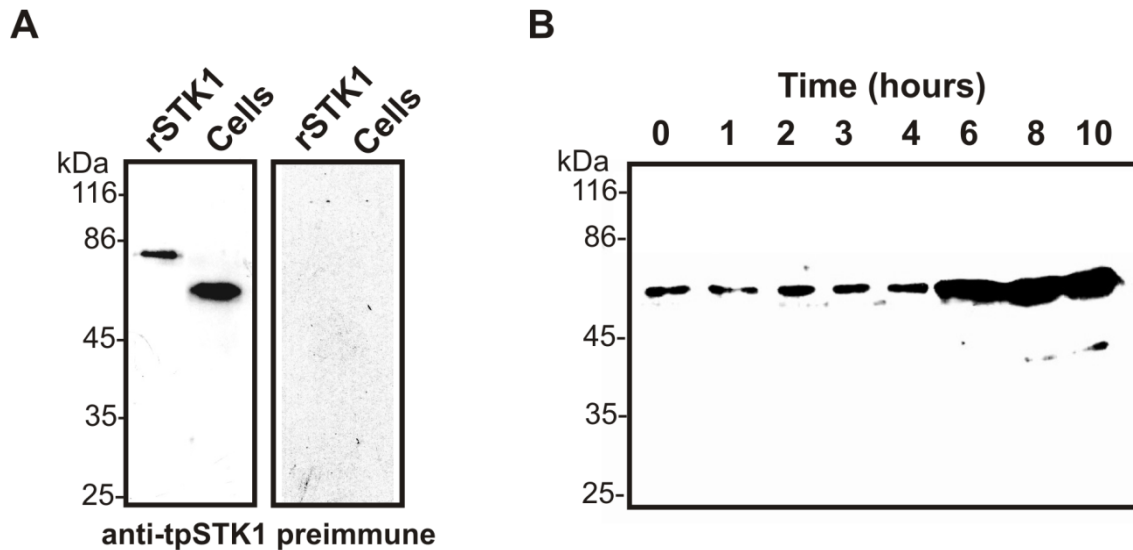 A
rSTK1 Cells rSTK1 Cells
kDa
116-
86-
45-
35-
25-
anti-tpSTK1 preimmune
B
Time (hours)
0 1 2 3 4 6 8 10
kDa
116-
86-
45-
35-
25-